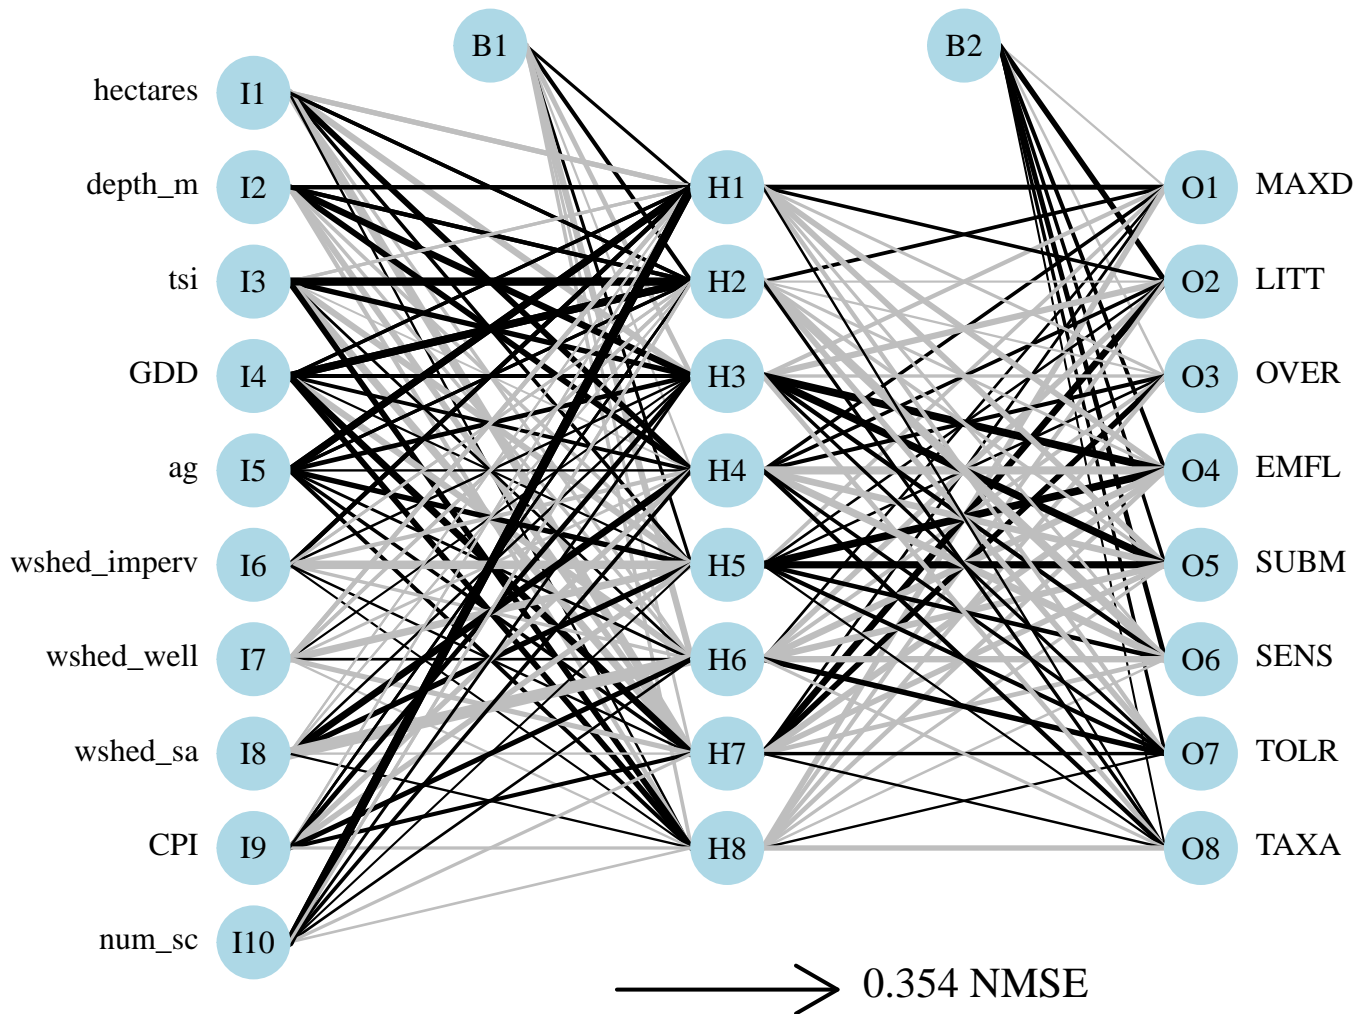 B1
B2
hectares I1
depth_m I2 H1 O1 MAXD
tsi I3 H2 O2 LITT
GDD I4 H3 O3 OVER
ag I5 H4 O4 EMFL
wshed_imperv I6 H5 O5 SUBM
wshed_well I7 H6 O6 SENS
wshed_sa I8 H7 O7 TOLR
CPI I9 H8 O8 TAXA
num_sc I10
0.354 NMSE